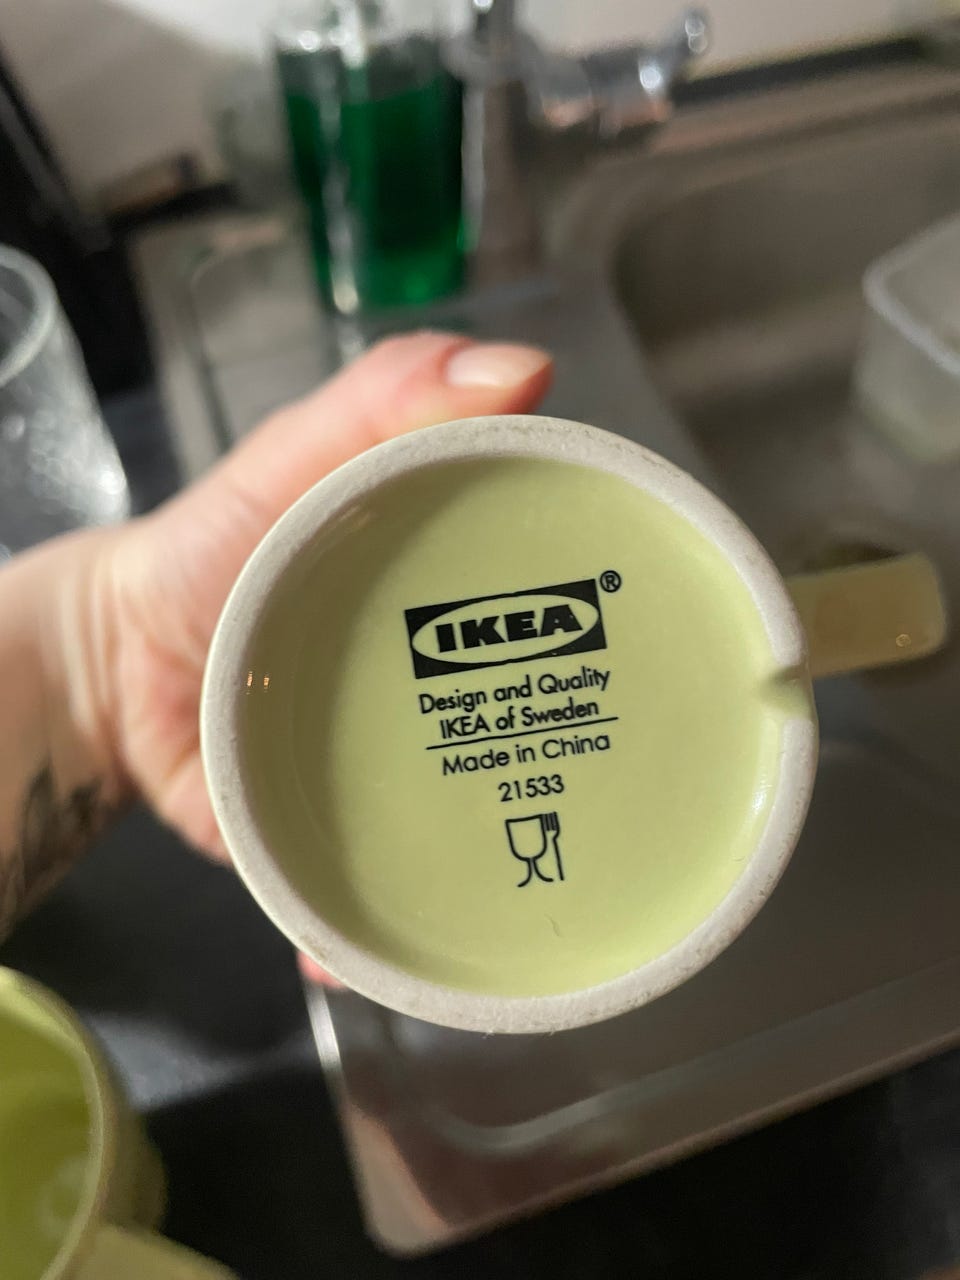 IKEA®
Design and Quality
IKEA of Sweden
Made in China
21533